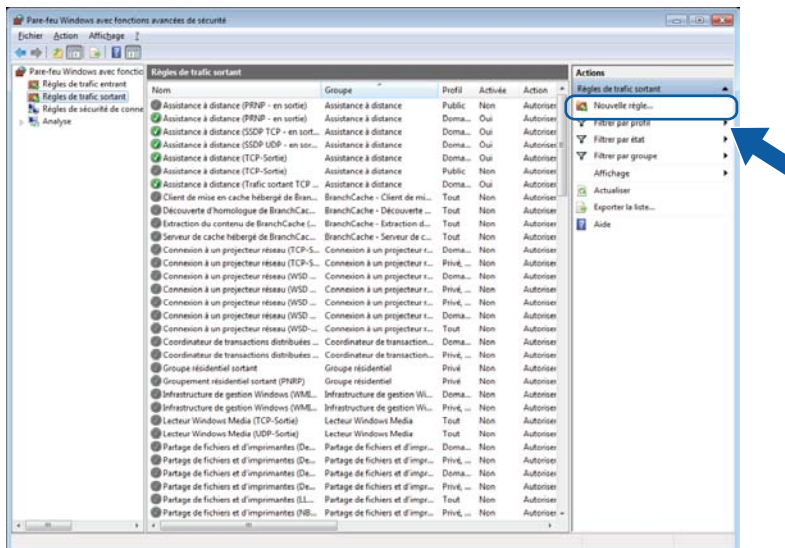 Pare-feu Windows avec fonctions avancées de sécurité
Fichier Action Affichage ?
Pare-feu Windows avec fonctio
Règles de trafic entrant
Règles de trafic sortant
Règles de sécurité de conne
Analyse
Règles de trafic sortant
Nom Groupe Profil Activée Action
Assistance à distance (PRNP - en sortie) Assistance à distance Public Non Autoriser
Assistance à distance (PRNP - en sortie) Assistance à distance Doma... Oui Autoriser
Assistance à distance (SSDP TCP - en sort... Assistance à distance Doma... Oui Autoriser
Assistance à distance (SSDP UDP - en sor... Assistance à distance Doma... Oui Autoriser
Assistance à distance (TCP-Sortie) Assistance à distance Doma... Oui Autoriser
Assistance à distance (TCP-Sortie) Assistance à distance Public Non Autoriser
Assistance à distance (Trafic sortant TCP ... Assistance à distance Doma... Oui Autoriser
Client de mise en cache hébergé de Bran... BranchCache - Client de mi... Tout Non Autoriser
Découverte d'homologue de BranchCac... BranchCache - Découverte ... Tout Non Autoriser
Extraction du contenu de BranchCache (... BranchCache - Extraction d... Tout Non Autoriser
Serveur de cache hébergé de BranchCac... BranchCache - Serveur de c... Tout Non Autoriser
Connexion à un projecteur réseau (TCP-S... Connexion à un projecteur r... Doma... Non Autoriser
Connexion à un projecteur réseau (TCP-S... Connexion à un projecteur r... Privé, ... Non Autoriser
Connexion à un projecteur réseau (WSD ... Connexion à un projecteur r... Doma... Non Autoriser
Connexion à un projecteur réseau (WSD ... Connexion à un projecteur r... Privé, ... Non Autoriser
Connexion à un projecteur réseau (WSD ... Connexion à un projecteur r... Privé, ... Non Autoriser
Connexion à un projecteur réseau (WSD ... Connexion à un projecteur r... Doma... Non Autoriser
Connexion à un projecteur réseau (WSD-... Connexion à un projecteur r... Tout Non Autoriser
Coordinateur de transactions distribuées ... Coordinateur de transaction... Doma... Non Autoriser
Coordinateur de transactions distribuées ... Coordinateur de transaction... Privé, ... Non Autoriser
Groupe résidentiel sortant Groupe résidentiel Privé Non Autoriser
Groupement résidentiel sortant (PNRP) Groupe résidentiel Privé Non Autoriser
Infrastructure de gestion Windows (WML... Infrastructure de gestion Wi... Doma... Non Autoriser
Infrastructure de gestion Windows (WML... Infrastructure de gestion Wi... Privé, ... Non Autoriser
Lecteur Windows Media (TCP-Sortie) Lecteur Windows Media Tout Non Autoriser
Lecteur Windows Media (UDP-Sortie) Lecteur Windows Media Tout Non Autoriser
Partage de fichiers et d'imprimantes (De... Partage de fichiers et d'impr... Doma... Non Autoriser
Partage de fichiers et d'imprimantes (De... Partage de fichiers et d'impr... Privé, ... Non Autoriser
Partage de fichiers et d'imprimantes (De... Partage de fichiers et d'impr... Doma... Non Autoriser
Partage de fichiers et d'imprimantes (De... Partage de fichiers et d'impr... Privé, ... Non Autoriser
Partage de fichiers et d'imprimantes (LL... Partage de fichiers et d'impr... Tout Non Autoriser
Partage de fichiers et d'imprimantes (NB... Partage de fichiers et d'impr... Privé, ... Non Autoriser
Actions
Règles de trafic sortant
Nouvelle règle...
Filtrer par profil
Filtrer par état
Filtrer par groupe
Affichage
Actualiser
Exporter la liste...
Aide